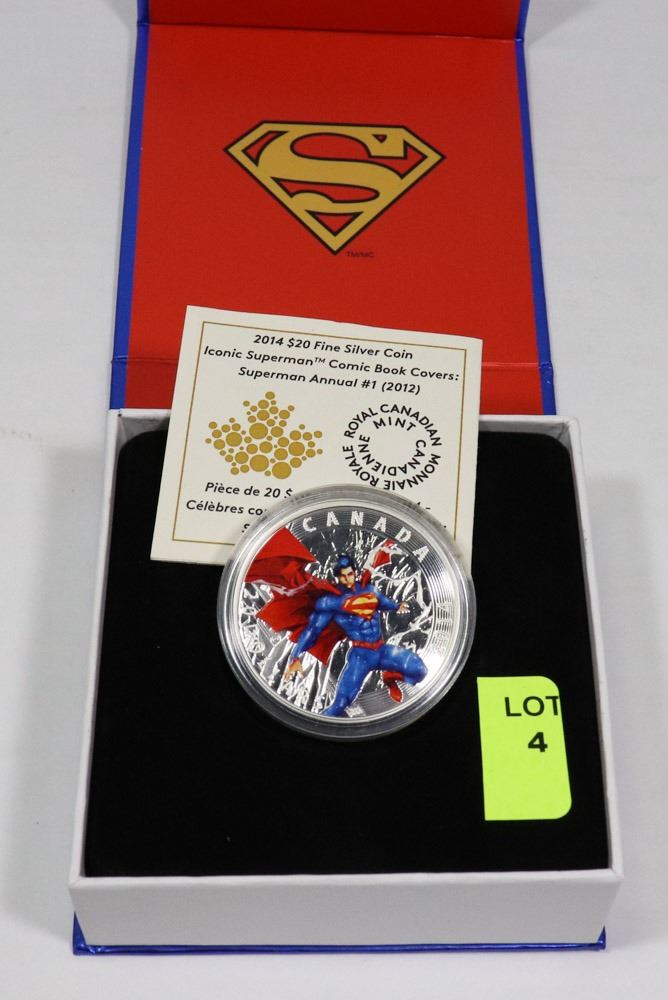 S
TM/MC
2014 $20 Fine Silver Coin
Iconic Superman™ Comic Book Covers:
Superman Annual #1 (2012)
ROYAL CANADIAN MINT
MONNAIE ROYALE CANADIENNE
Pièce de 20 $
Célèbres
CANADA
S
LOT
4